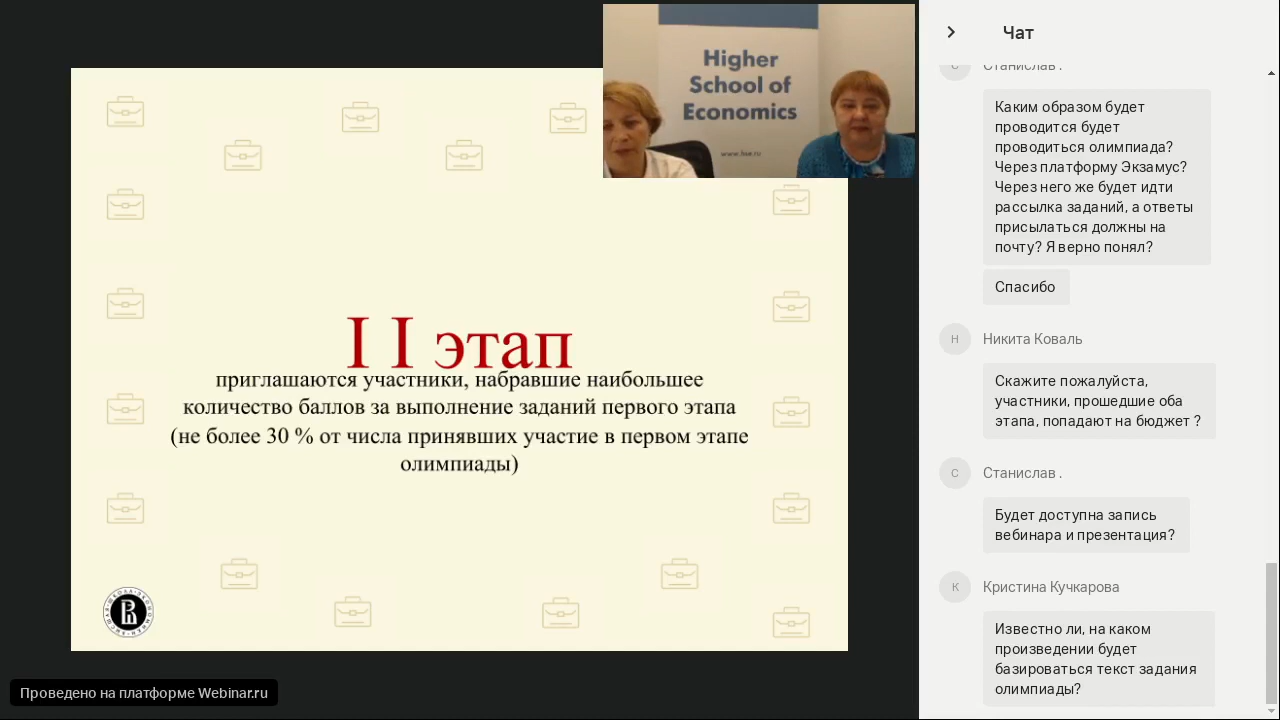 Higher
School of
Economics
www.hse.ru
I I этап
приглашаются участники, набравшие наибольшее
количество баллов за выполнение заданий первого этапа
(не более 30 % от числа принявших участие в первом этапе
олимпиады)
Проведено на платформе Webinar.ru
Чат
С
Станислав .
Каким образом будет
проводится будет
проводиться олимпиада?
Через платформу Экзамус?
Через него же будет идти
рассылка заданий, а ответы
присылаться должны на
почту? Я верно понял?
Спасибо
Н
Никита Коваль
Скажите пожалуйста,
участники, прошедшие оба
этапа, попадают на бюджет ?
С
Станислав .
Будет доступна запись
вебинара и презентация?
К
Кристина Кучкарова
Известно ли, на каком
произведении будет
базироваться текст задания
олимпиады?